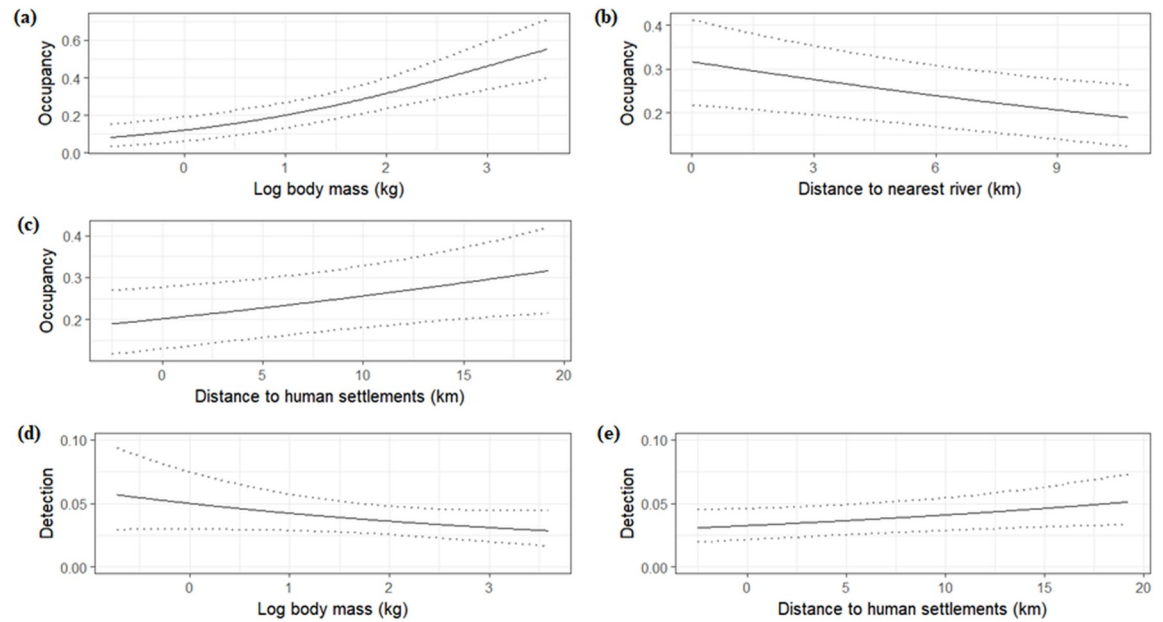 (a)
0.6
0.4
0.2
0.0
Occupancy
0 1 2 3
Log body mass (kg)
(b)
0.4
0.3
0.2
Occupancy
0 3 6 9
Distance to nearest river (km)
(c)
0.4
0.3
0.2
Occupancy
0 5 10 15 20
Distance to human settlements (km)
(d)
0.10
0.05
0.00
Detection
0 1 2 3
Log body mass (kg)
(e)
0.10
0.05
0.00
Detection
0 5 10 15 20
Distance to human settlements (km)